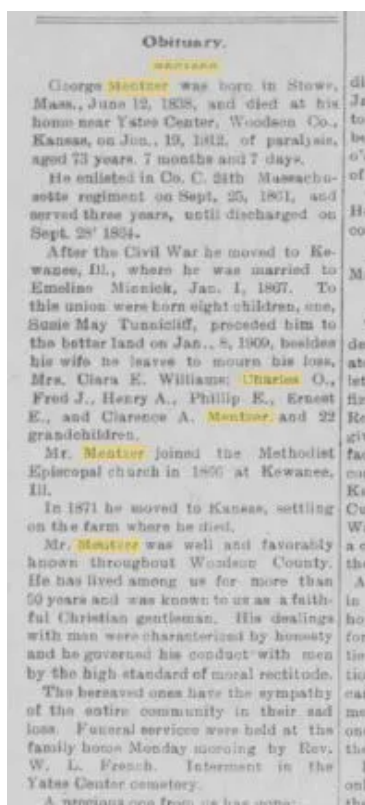 Obituary.
MENTZER
George Mentzer was born in Stowe,
Mass., June 12, 1838, and died at his
home near Yates Center, Woodson Co.,
Kansas, on Jan., 19, 1912, of paralysis,
aged 73 years, 7 months and 7 days.
He enlisted in Co. C. 24th Massachu-
setts regiment on Sept. 25, 1861, and
served three years, until discharged on
Sept. 28' 1864.
After the Civil War he moved to Ke-
wanee, Ill., where he was married to
Emeline Minnick, Jan. 1, 1867. To
this union were born eight children, one,
Susie May Tunnicliff, preceded him to
the better land on Jan., 8, 1909, besides
his wife he leaves to mourn his loss,
Mrs. Clara E. Williams; Charles O.,
Fred J., Henry A., Phillip E., Ernest
E., and Clarence A. Mentzer, and 22
grandchildren.
Mr. Mentzer joined the Methodist
Episcopal church in 1866 at Kewanee,
Ill.
In 1871 he moved to Kansas, settling
on the farm where he died.
Mr. Mentzer was well and favorably
known throughout Woodson County.
He has lived among us for more than
50 years and was known to us as a faith-
ful Christian gentleman. His dealings
with men were characterized by honesty
and he governed his conduct with men
by the high standard of moral rectitude.
The bereaved ones have the sympathy
of the entire community in their sad
loss. Funeral services were held at the
family home Monday morning by Rev.
W. L. French. Interment in the
Yates Center cemetery.
A precious one from us has gone;